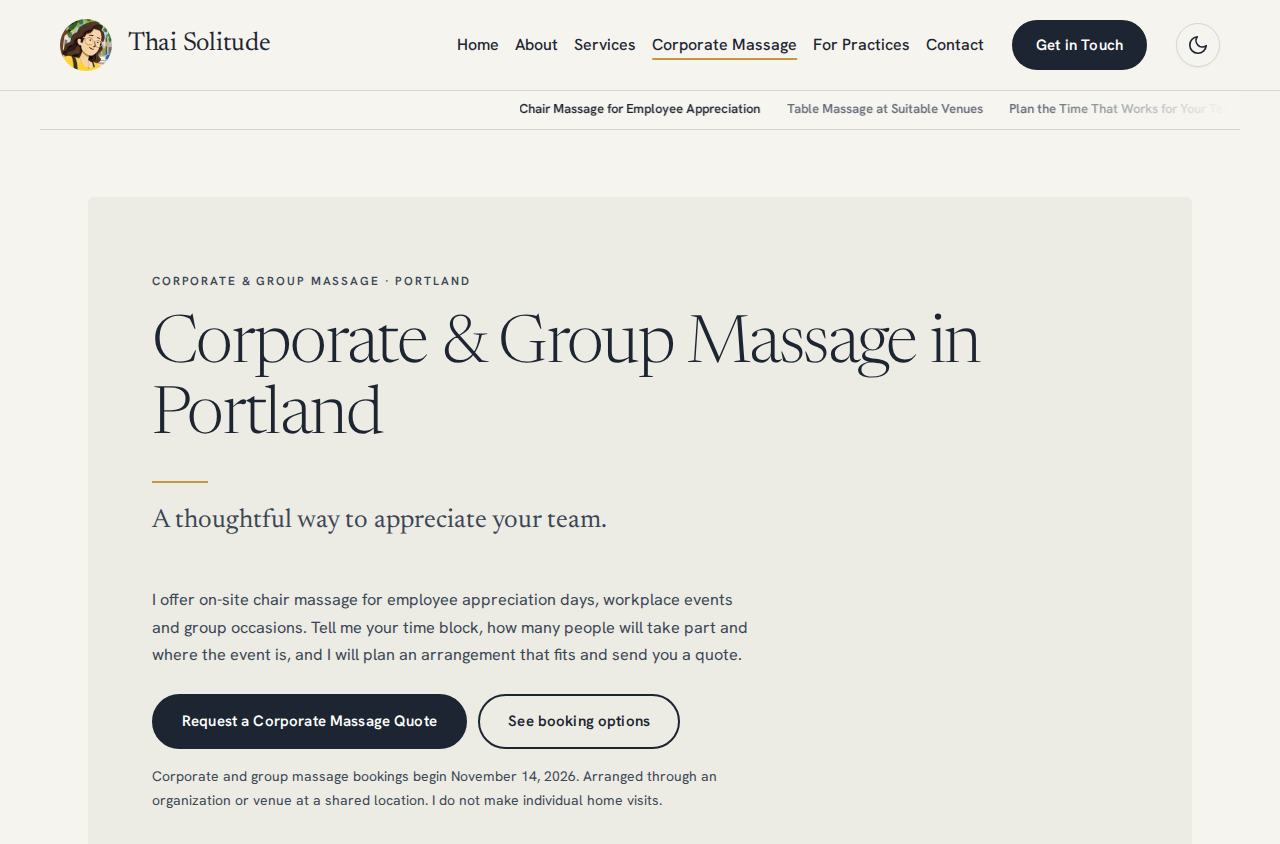 Thai Solitude
Home About Services Corporate Massage For Practices Contact Get in Touch
Chair Massage for Employee Appreciation Table Massage at Suitable Venues Plan the Time That Works for Your
CORPORATE & GROUP MASSAGE · PORTLAND
Corporate & Group Massage in
Portland
A thoughtful way to appreciate your team.
I offer on-site chair massage for employee appreciation days, workplace events
and group occasions. Tell me your time block, how many people will take part and
where the event is, and I will plan an arrangement that fits and send you a quote.
Request a Corporate Massage Quote See booking options
Corporate and group massage bookings begin November 14, 2026. Arranged through an
organization or venue at a shared location. I do not make individual home visits.